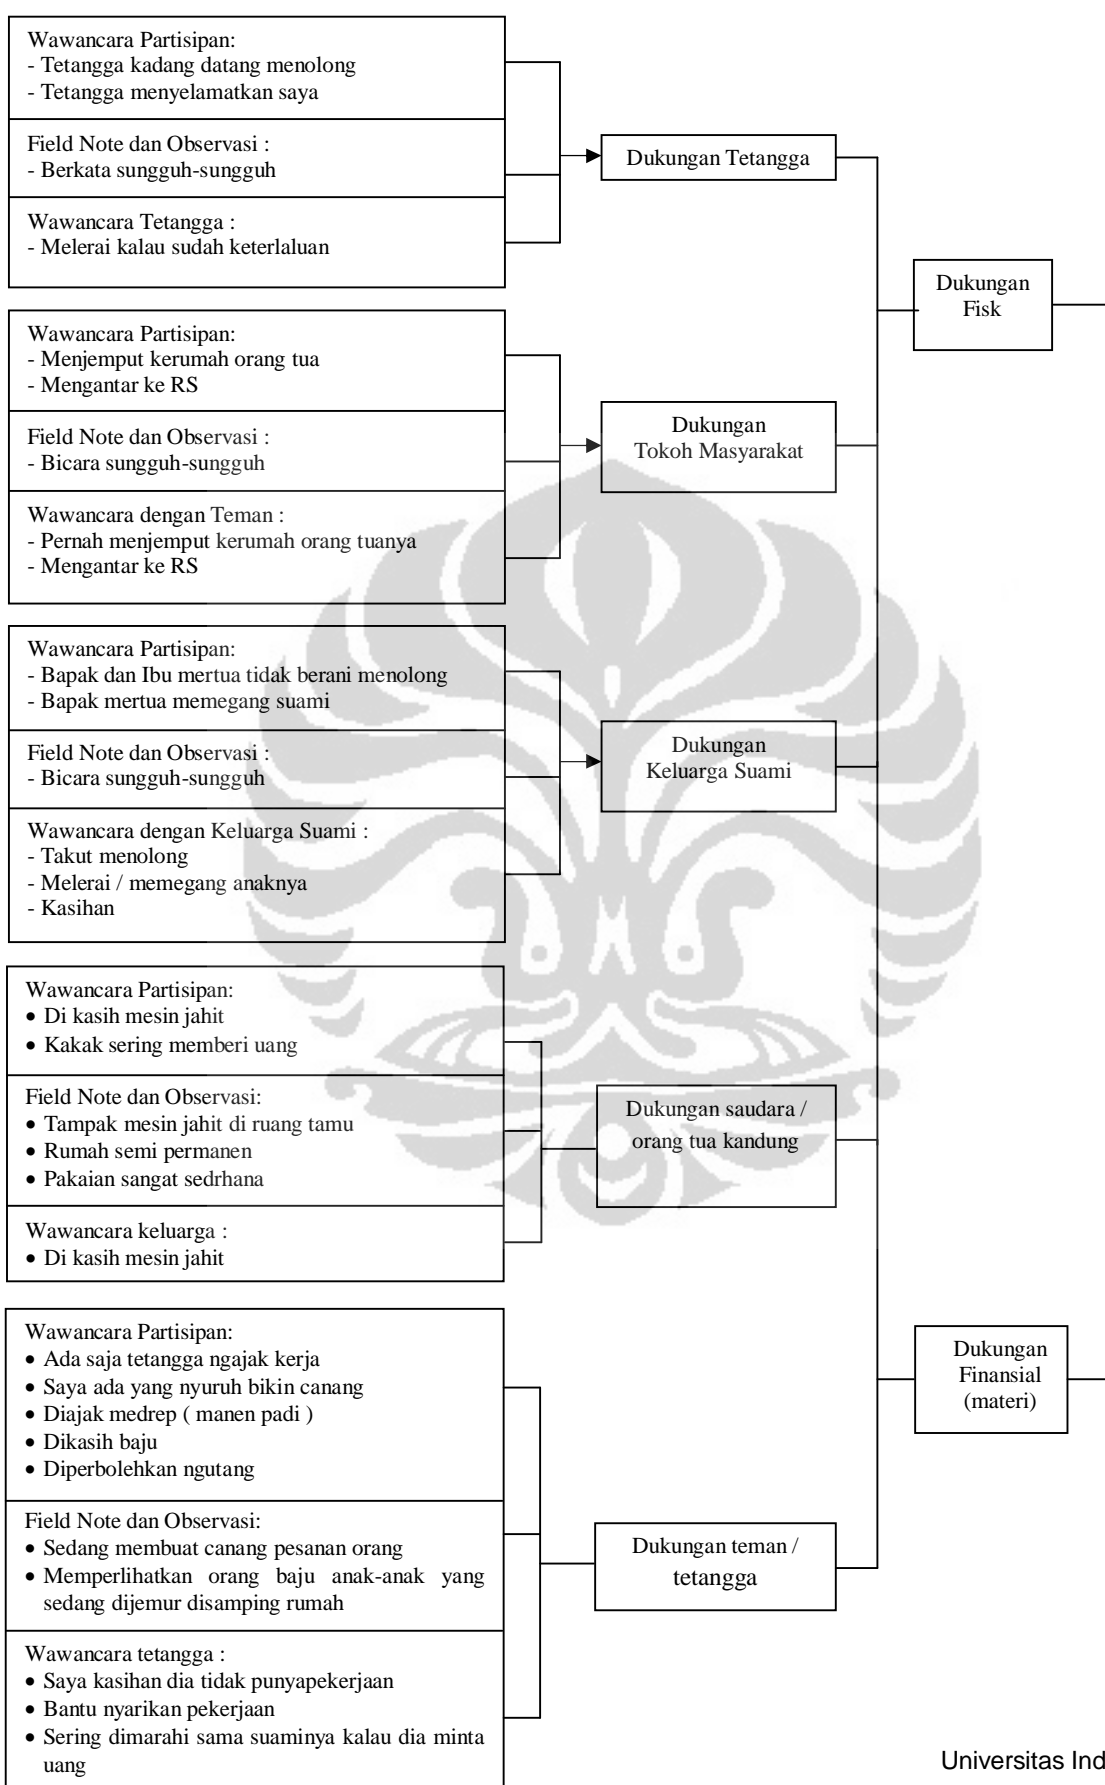 Wawancara Partisipan:
- Tetangga kadang datang menolong
- Tetangga menyelamatkan saya
Field Note dan Observasi :
- Berkata sungguh-sungguh
Wawancara Tetangga :
- Melerai kalau sudah keterlaluan
Dukungan Tetangga
Dukungan
Fisk
Wawancara Partisipan:
- Menjemput kerumah orang tua
- Mengantar ke RS
Field Note dan Observasi :
- Bicara sungguh-sungguh
Wawancara dengan Teman :
- Pernah menjemput kerumah orang tuanya
- Mengantar ke RS
Dukungan
Tokoh Masyarakat
Wawancara Partisipan:
- Bapak dan Ibu mertua tidak berani menolong
- Bapak mertua memegang suami
Field Note dan Observasi :
- Bicara sungguh-sungguh
Wawancara dengan Keluarga Suami :
- Takut menolong
- Melerai / memegang anaknya
- Kasihan
Dukungan
Keluarga Suami
Wawancara Partisipan:
• Di kasih mesin jahit
• Kakak sering memberi uang
Field Note dan Observasi:
• Tampak mesin jahit di ruang tamu
• Rumah semi permanen
• Pakaian sangat sedrhana
Wawancara keluarga :
• Di kasih mesin jahit
Dukungan saudara /
orang tua kandung
Wawancara Partisipan:
• Ada saja tetangga ngajak kerja
• Saya ada yang nyuruh bikin canang
• Diajak medrep ( manen padi )
• Dikasih baju
• Diperbolehkan ngutang
Field Note dan Observasi:
• Sedang membuat canang pesanan orang
• Memperlihatkan orang baju anak-anak yang
sedang dijemur disamping rumah
Wawancara tetangga :
• Saya kasihan dia tidak punyapekerjaan
• Bantu nyarikan pekerjaan
• Sering dimarahi sama suaminya kalau dia minta
uang
Dukungan teman /
tetangga
Dukungan
Finansial
(materi)
Universitas Ind